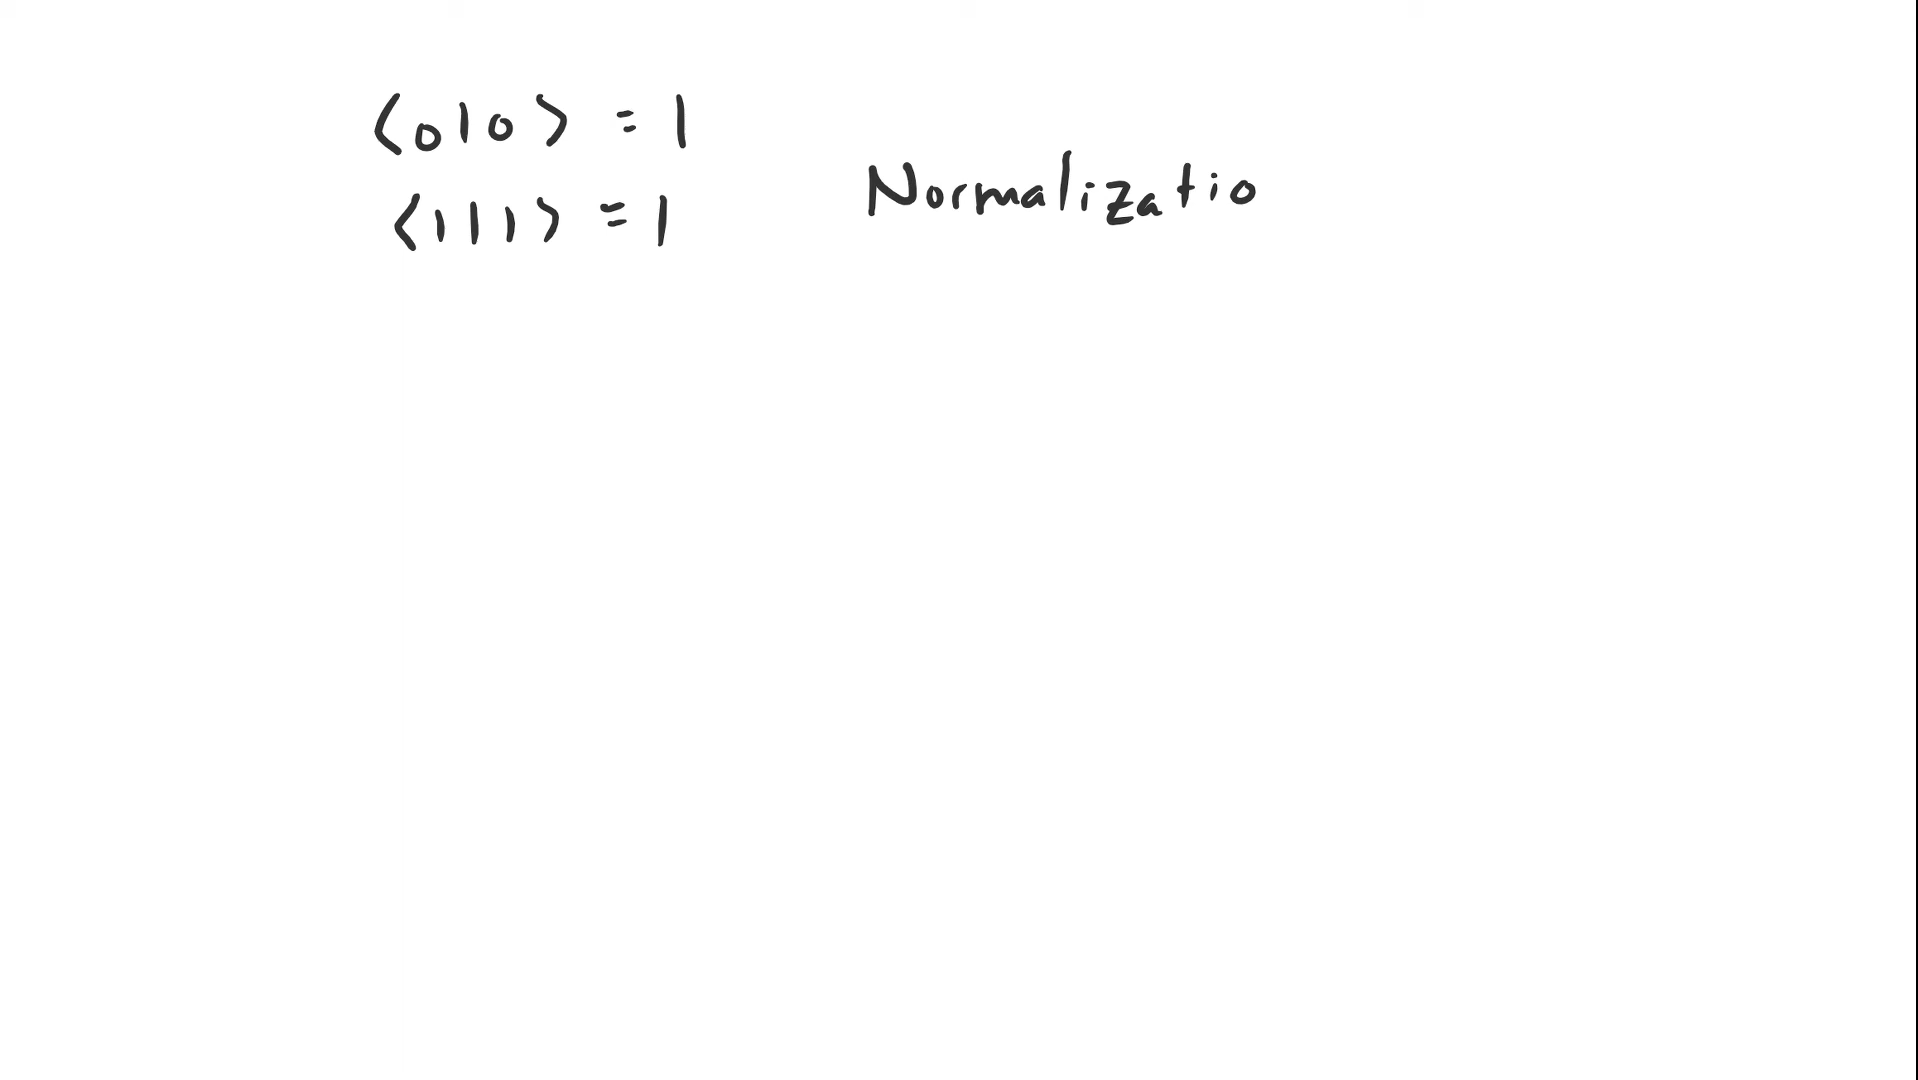 ⟨0|0⟩ = 1
Normalizatio
⟨1|1⟩ = 1